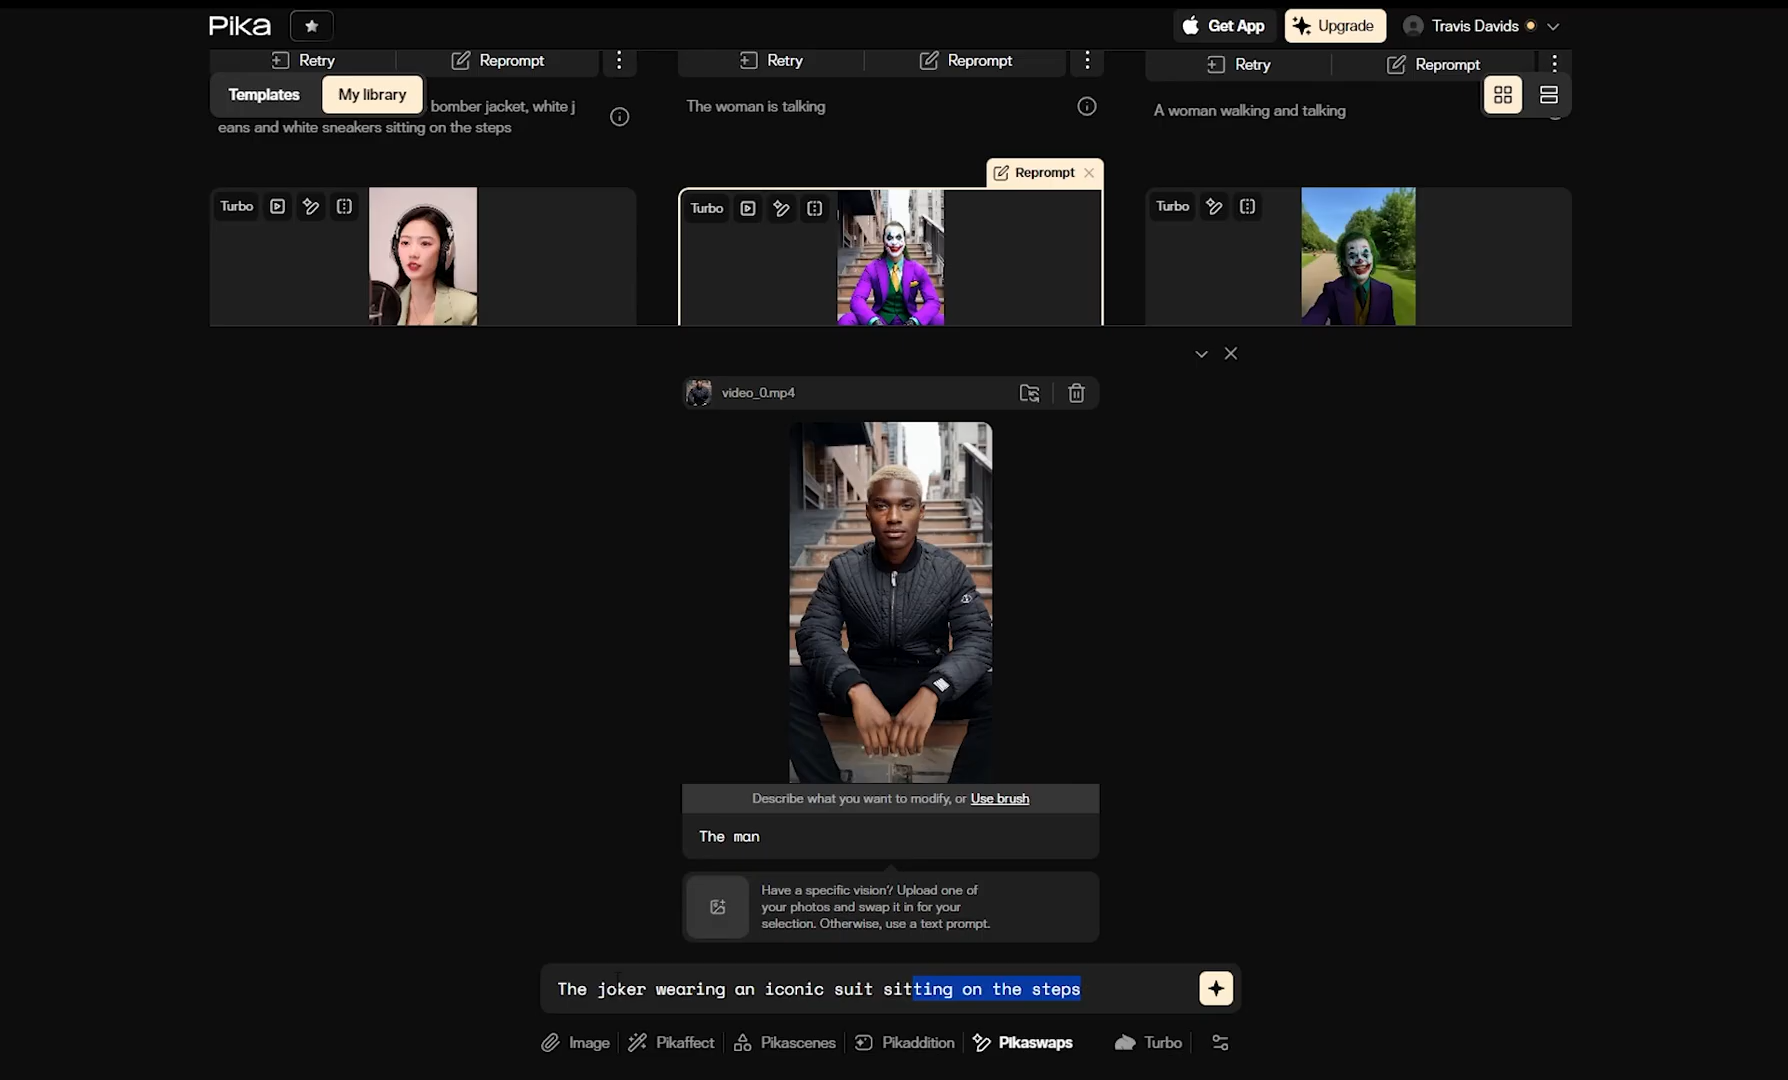 Pika
Get App
Upgrade
Travis Davids
Retry
Reprompt
Retry
Reprompt
Retry
Reprompt
Templates
My library
bomber jacket, white j
eans and white sneakers sitting on the steps
The woman is talking
A woman walking and talking
Reprompt
Turbo
Turbo
Turbo
video_0.mp4
Describe what you want to modify, or Use brush
The man
Have a specific vision? Upload one of
your photos and swap it in for your
selection. Otherwise, use a text prompt.
The joker wearing an iconic suit sitting on the steps
Image
Pikaffect
Pikascenes
Pikaddition
Pikaswaps
Turbo